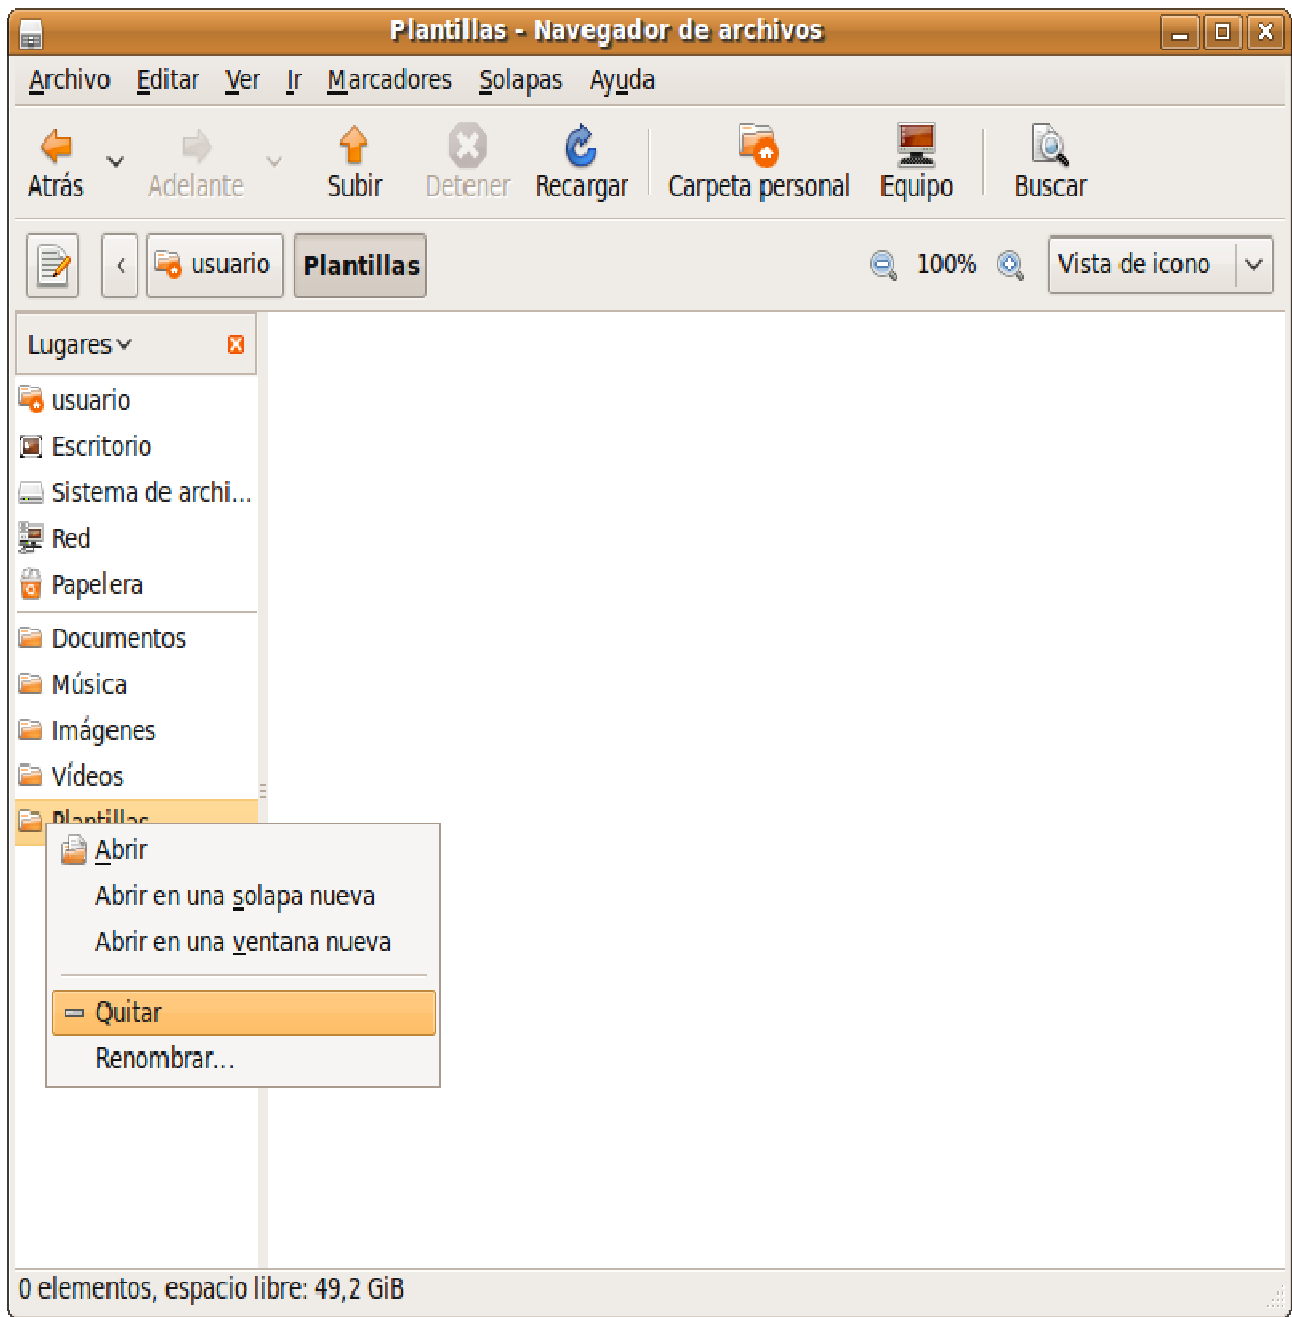 Plantillas - Navegador de archivos
Archivo Editar Ver Ir Marcadores Solapas Ayuda
Atrás Adelante Subir Detener Recargar Carpeta personal Equipo Buscar
usuario Plantillas 100% Vista de icono
Lugares
usuario
Escritorio
Sistema de archi...
Red
Papelera
Documentos
Música
Imágenes
Vídeos
Plantillas
Abrir
Abrir en una solapa nueva
Abrir en una ventana nueva
Quitar
Renombrar...
0 elementos, espacio libre: 49,2 GiB